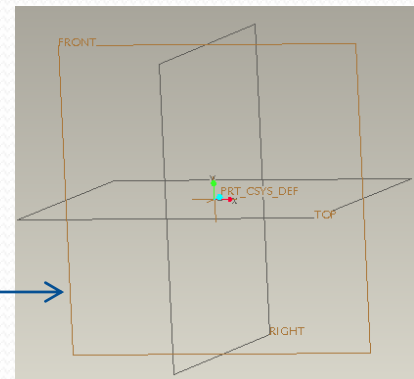 FRONT
Y
PRT_CSYS_DEF
X
TOP
RIGHT